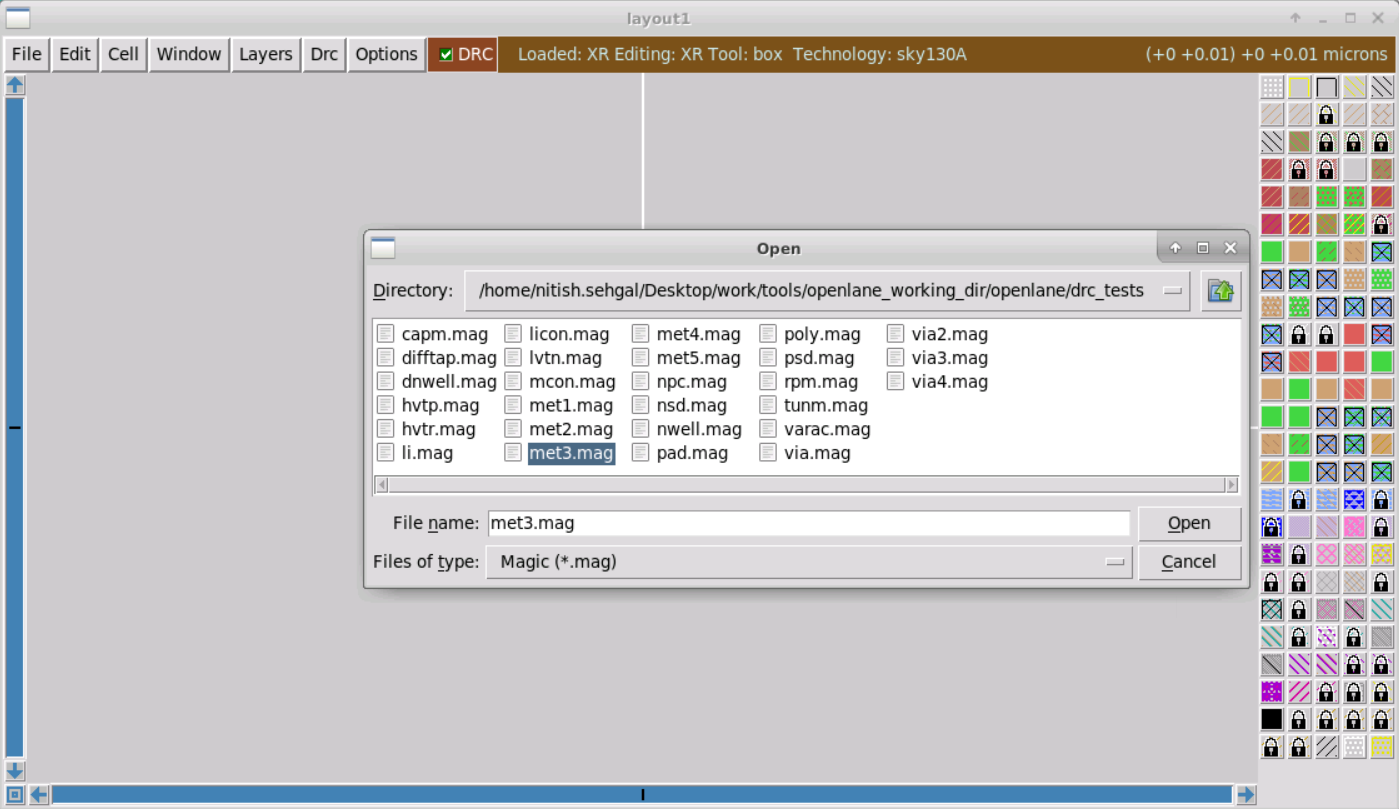 layout1
File Edit Cell Window Layers Drc Options DRC Loaded: XR Editing: XR Tool: box Technology: sky130A (+0 +0.01) +0 +0.01 microns
Open
Directory: /home/nitish.sehgal/Desktop/work/tools/openlane_working_dir/openlane/drc_tests
capm.mag licon.mag met4.mag poly.mag via2.mag
difftap.mag lvtn.mag met5.mag psd.mag via3.mag
dnwell.mag mcon.mag npc.mag rpm.mag via4.mag
hvtp.mag met1.mag nsd.mag tunm.mag
hvtr.mag met2.mag nwell.mag varac.mag
li.mag met3.mag pad.mag via.mag
File name: met3.mag Open
Files of type: Magic (*.mag) Cancel